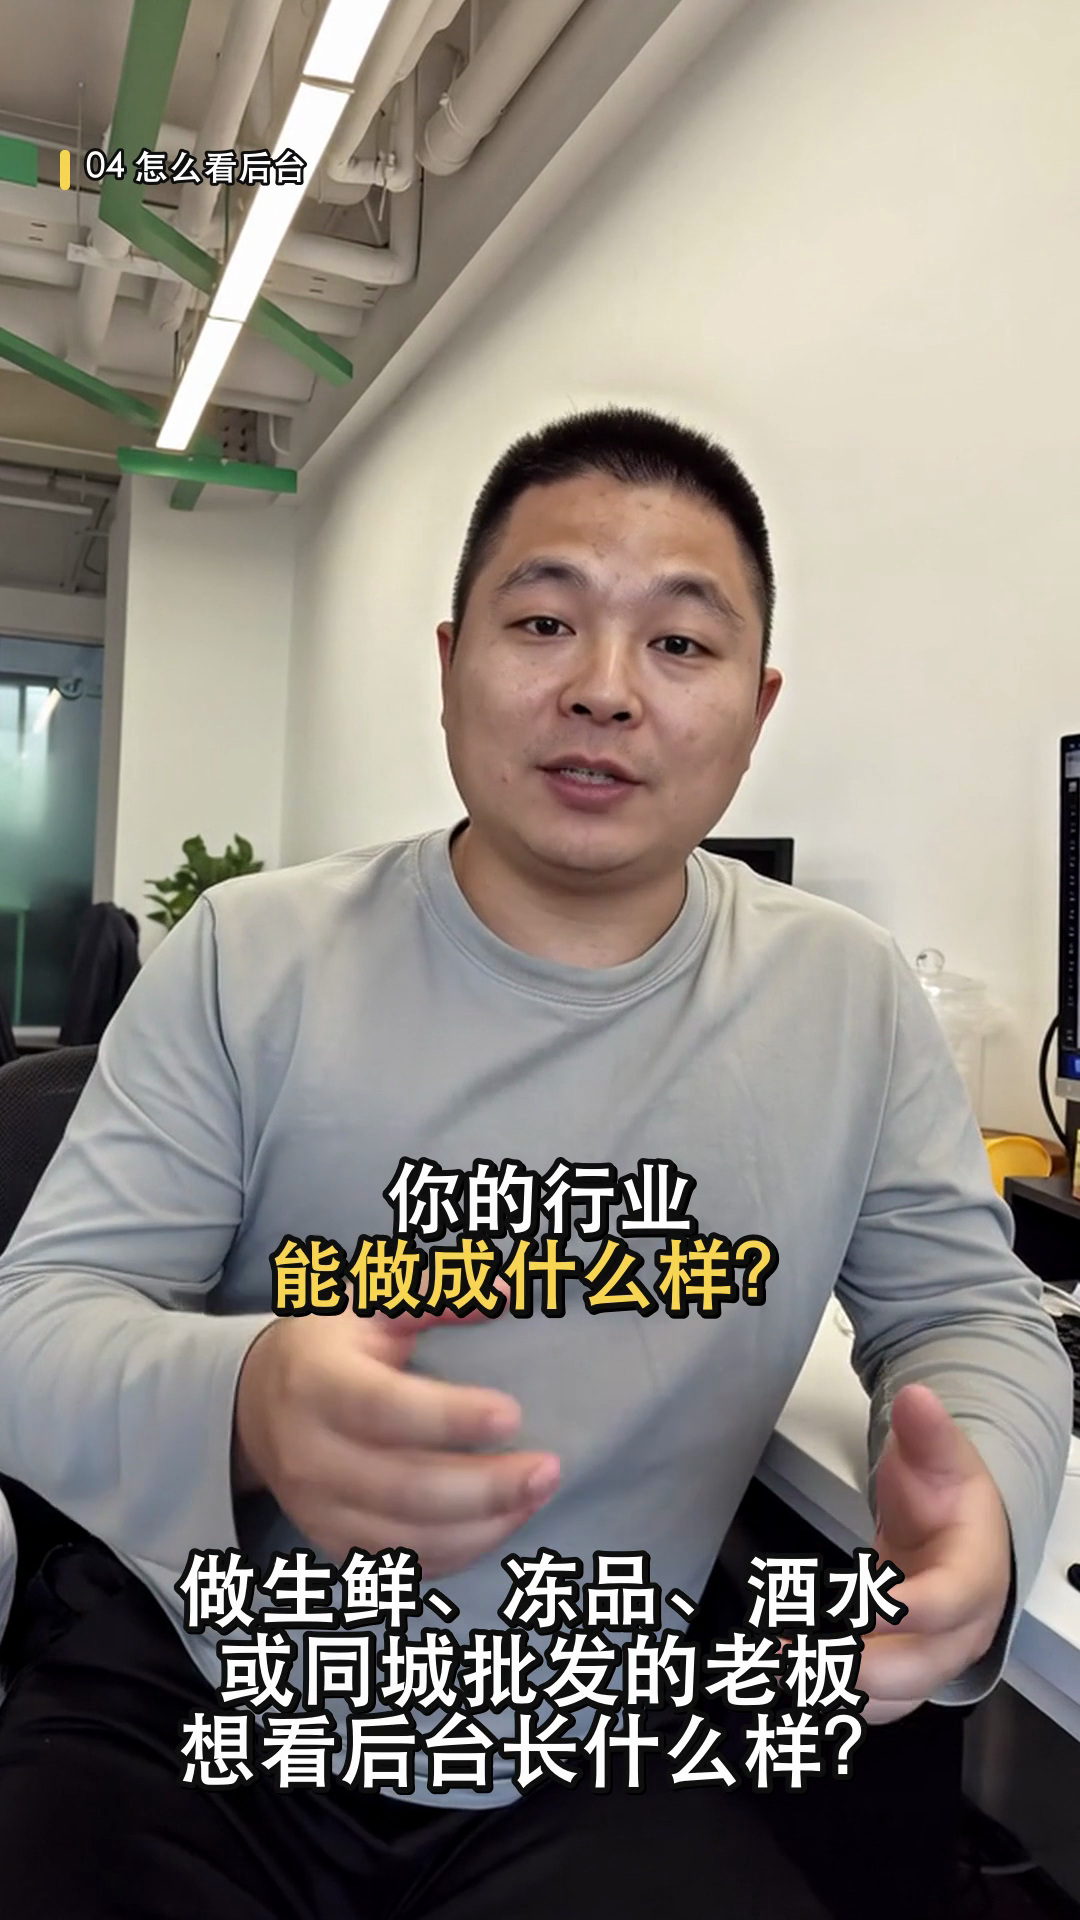 04 怎么看后台
你的行业
能做成什么样？
做生鲜、冻品、酒水
或同城批发的老板
想看后台长什么样？